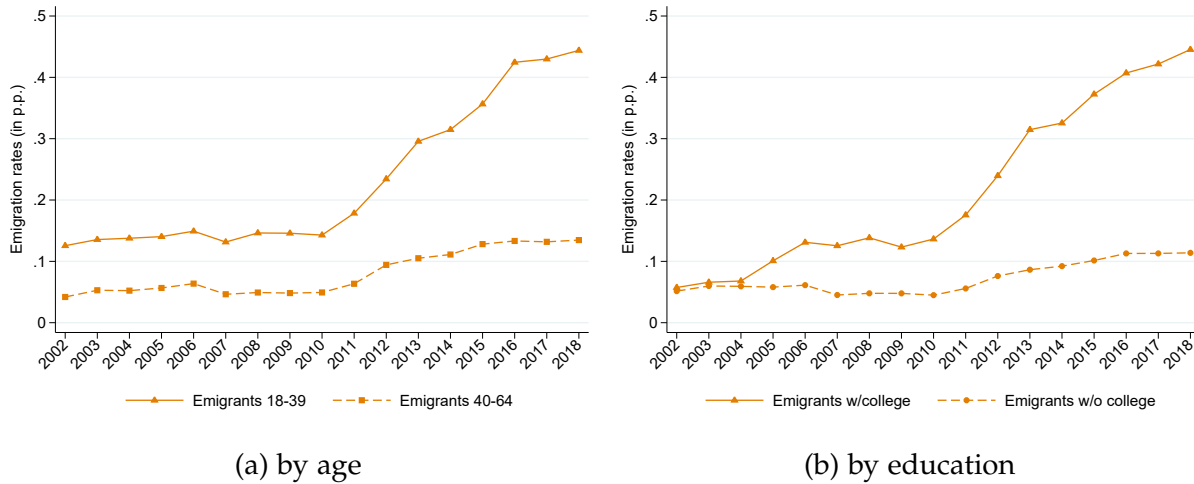 Emigration rates (in p.p.)
.5
.4
.3
.2
.1
0
2002 2003 2004 2005 2006 2007 2008 2009 2010 2011 2012 2013 2014 2015 2016 2017 2018
Emigrants 18-39 Emigrants 40-64
(a) by age
Emigration rates (in p.p.)
.5
.4
.3
.2
.1
0
2002 2003 2004 2005 2006 2007 2008 2009 2010 2011 2012 2013 2014 2015 2016 2017 2018
Emigrants w/college Emigrants w/o college
(b) by education